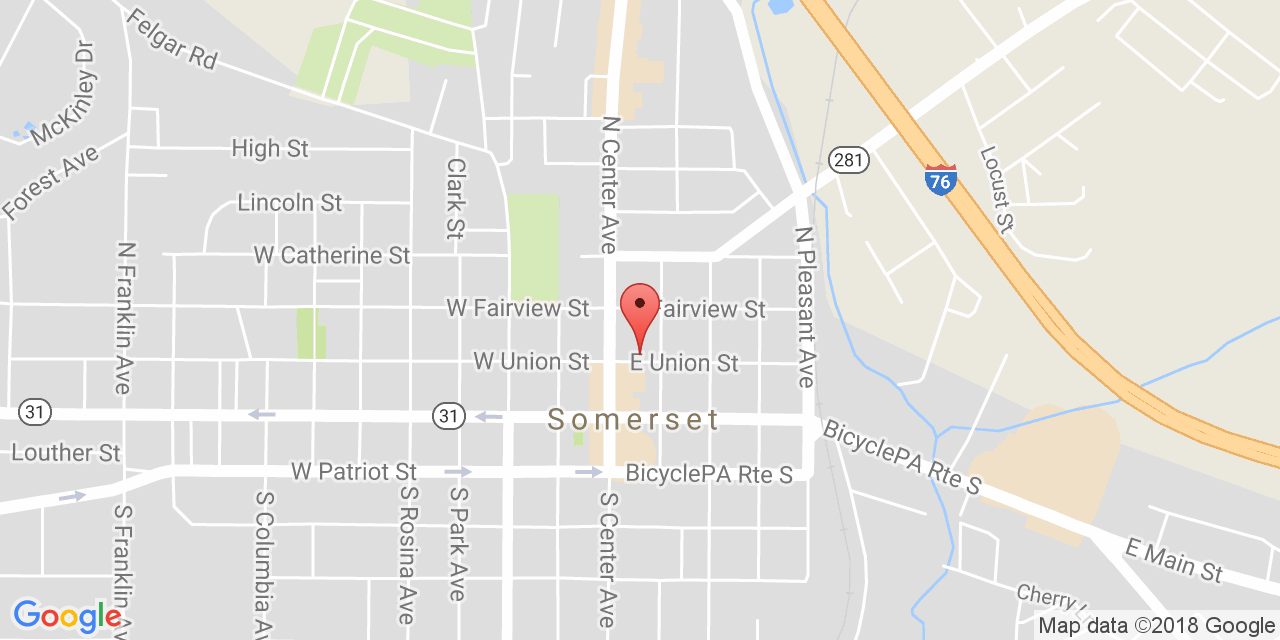 Felgar Rd
McKinley Dr
Forest Ave
High St
Clark St
N Center Ave
281
76
Locust St
Lincoln St
W Catherine St
N Franklin Ave
N Pleasant Ave
W Fairview St
Fairview St
W Union St
E Union St
31
31
Somerset
Louther St
W Patriot St
BicyclePA Rte S
BicyclePA Rte S
S Franklin Av
S Columbia Av
S Rosina Ave
S Park Ave
S Center Ave
E Main St
Cherry L
Google
Map data ©2018 Google